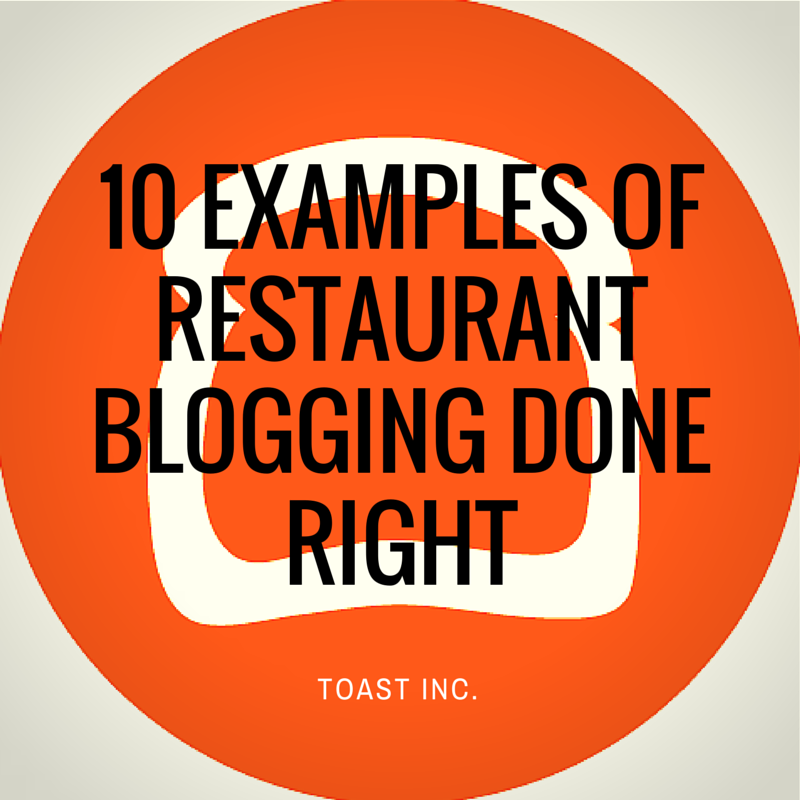 10 EXAMPLES OF
RESTAURANT
BLOGGING DONE
RIGHT
TOAST INC.